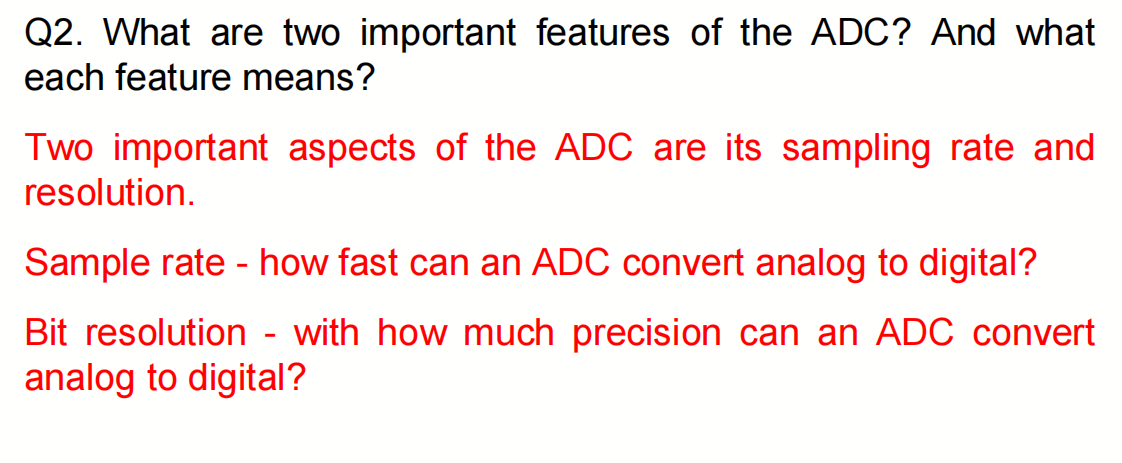 Q2. What are two important features of the ADC? And what
each feature means?
Two important aspects of the ADC are its sampling rate and
resolution.
Sample rate - how fast can an ADC convert analog to digital?
Bit resolution - with how much precision can an ADC convert
analog to digital?